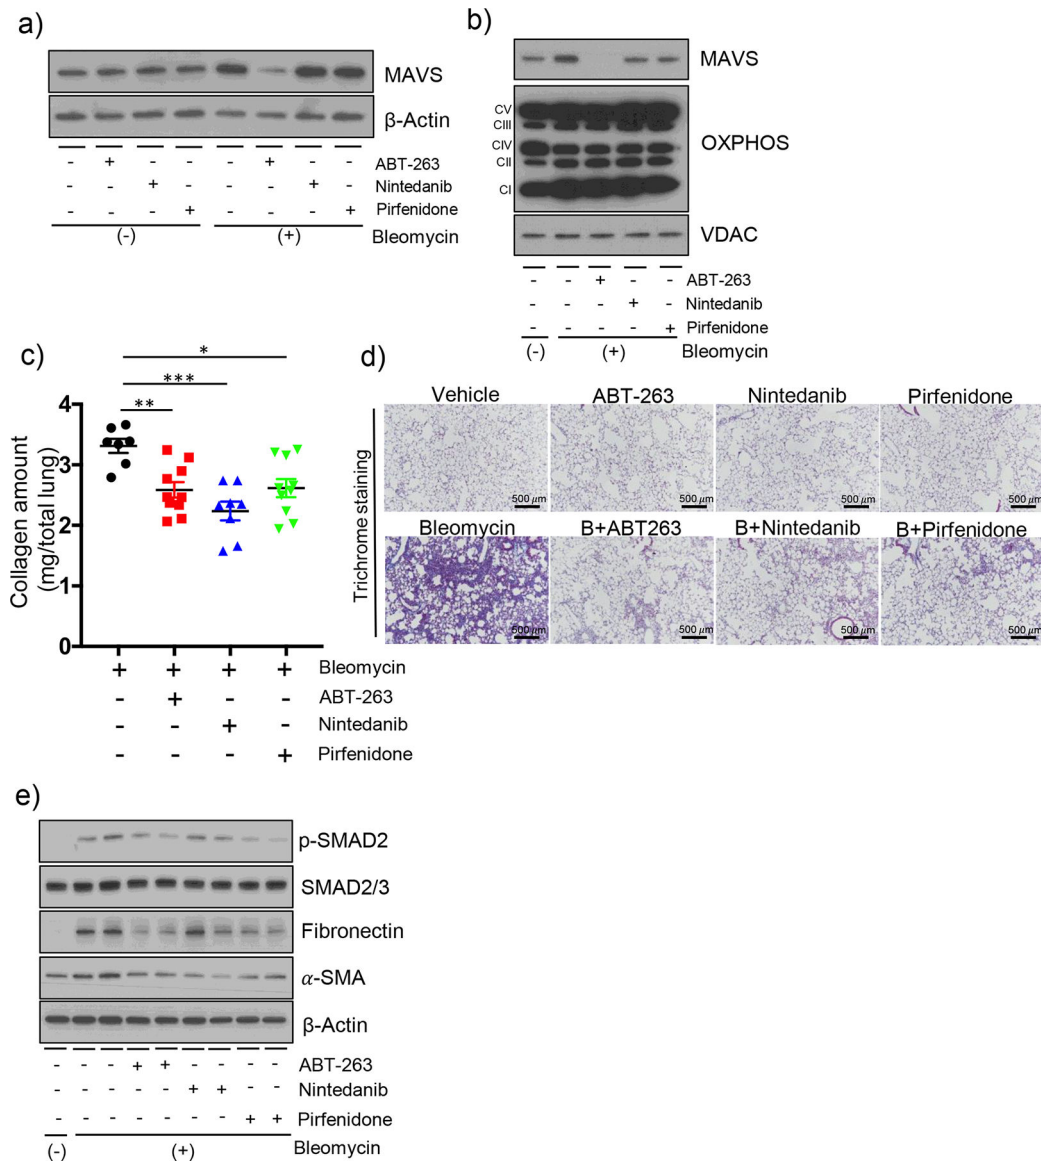 a)
MAVS
β-Actin
- + - - - + - - ABT-263
- - + - - - + - Nintedanib
- - - + - - - + Pirfenidone
(-) (+) Bleomycin
b)
MAVS
CV
CIII
CIV
CII
CI
OXPHOS
VDAC
- - + - - ABT-263
- - - + - Nintedanib
- - - - + Pirfenidone
(-) (+) Bleomycin
c)
*
***
**
4
3
2
1
0
Collagen amount
(mg/total lung)
+ + + + Bleomycin
- + - - ABT-263
- - + - Nintedanib
- - - + Pirfenidone
d)
Trichrome staining
Vehicle ABT-263 Nintedanib Pirfenidone
500 μm 500 μm 500 μm 500 μm
Bleomycin B+ABT263 B+Nintedanib B+Pirfenidone
500 μm 500 μm 500 μm 500 μm
e)
p-SMAD2
SMAD2/3
Fibronectin
α-SMA
β-Actin
- - - + + - - - - ABT-263
- - - - - + + - - Nintedanib
- - - - - - - + + Pirfenidone
(-) (+) Bleomycin